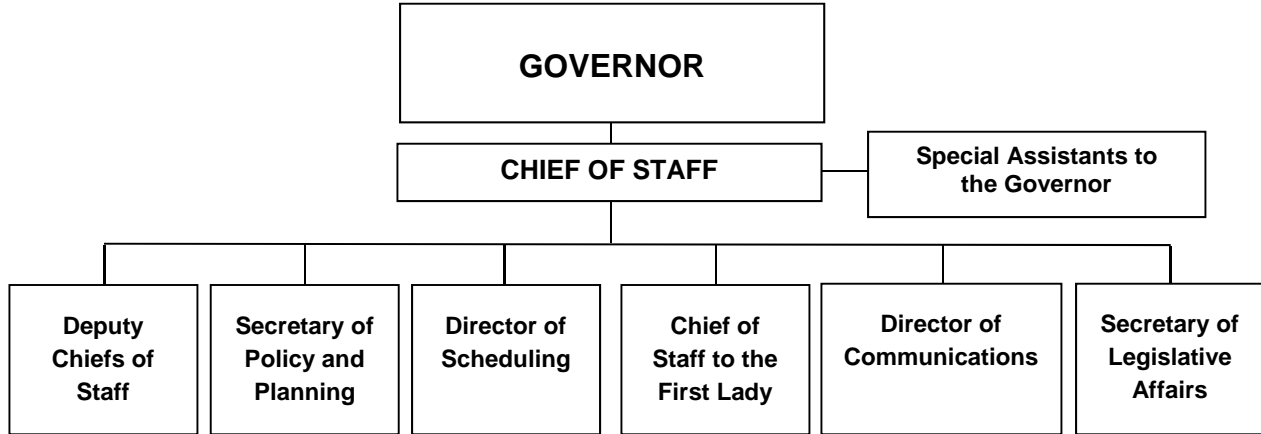 GOVERNOR
CHIEF OF STAFF
Special Assistants to
the Governor
Deputy
Chiefs of
Staff
Secretary of
Policy and
Planning
Director of
Scheduling
Chief of
Staff to the
First Lady
Director of
Communications
Secretary of
Legislative
Affairs